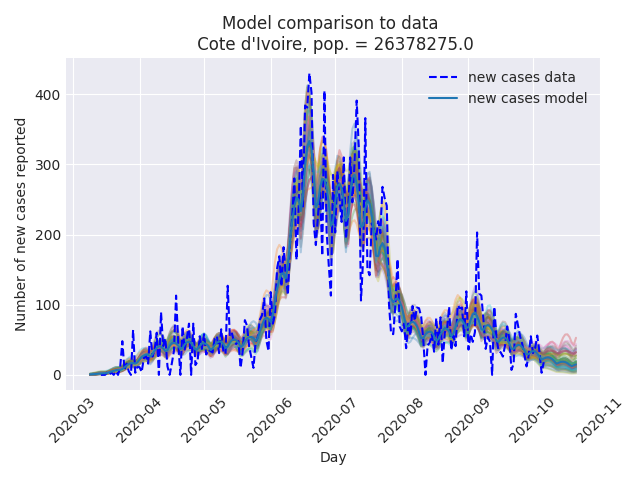 Model comparison to data
Cote d'Ivoire, pop. = 26378275.0
new cases data
new cases model
Number of new cases reported
400
300
200
100
0
2020-03
2020-04
2020-05
2020-06
2020-07
2020-08
2020-09
2020-10
2020-11
Day